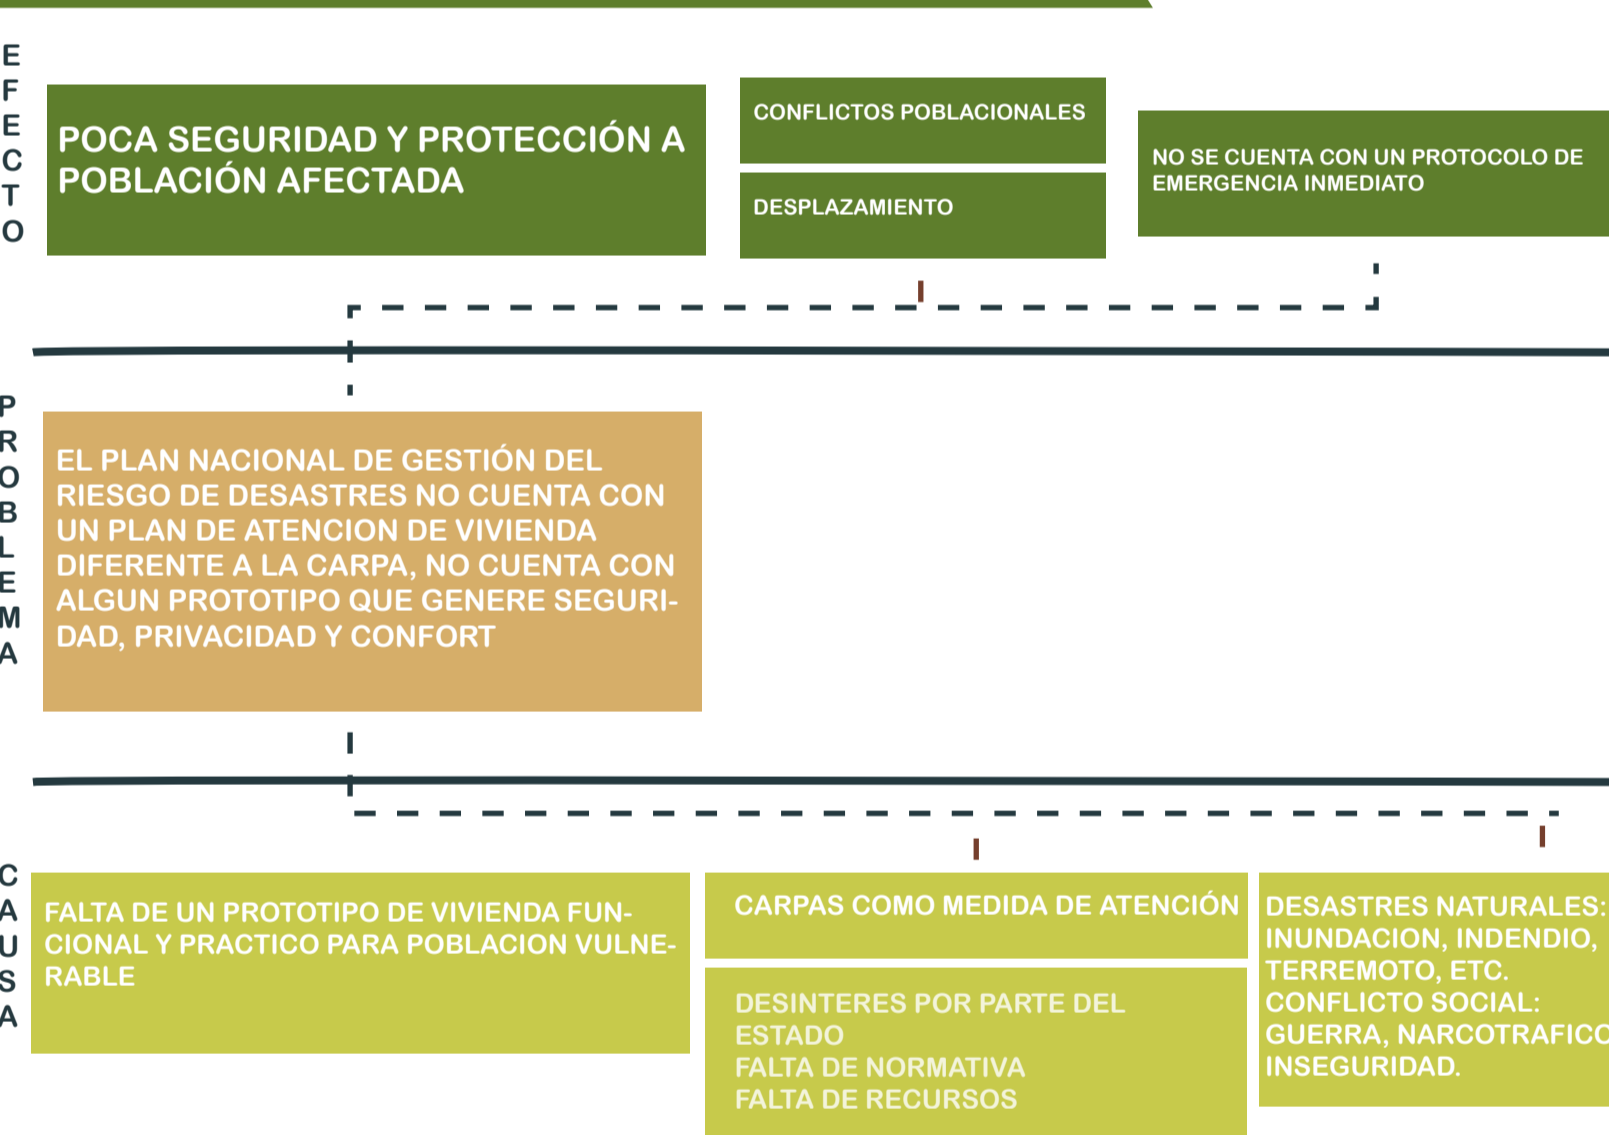 EFECTO
POCA SEGURIDAD Y PROTECCIÓN A
POBLACIÓN AFECTADA
CONFLICTOS POBLACIONALES
DESPLAZAMIENTO
NO SE CUENTA CON UN PROTOCOLO DE
EMERGENCIA INMEDIATO
PROBLEMA
EL PLAN NACIONAL DE GESTIÓN DEL
RIESGO DE DESASTRES NO CUENTA CON
UN PLAN DE ATENCION DE VIVIENDA
DIFERENTE A LA CARPA, NO CUENTA CON
ALGUN PROTOTIPO QUE GENERE SEGURI-
DAD, PRIVACIDAD Y CONFORT
CAUSA
FALTA DE UN PROTOTIPO DE VIVIENDA FUN-
CIONAL Y PRACTICO PARA POBLACION VULNE-
RABLE
CARPAS COMO MEDIDA DE ATENCIÓN
DESINTERES POR PARTE DEL
ESTADO
FALTA DE NORMATIVA
FALTA DE RECURSOS
DESASTRES NATURALES:
INUNDACION, INDENDIO,
TERREMOTO, ETC.
CONFLICTO SOCIAL:
GUERRA, NARCOTRAFICO
INSEGURIDAD.